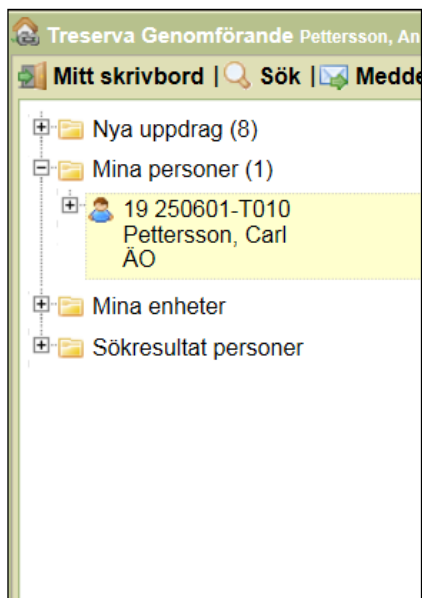 Treserva Genomförande Pettersson, An
Mitt skrivbord | Sök | Medde
Nya uppdrag (8)
Mina personer (1)
19 250601-T010
Pettersson, Carl
ÄO
Mina enheter
Sökresultat personer